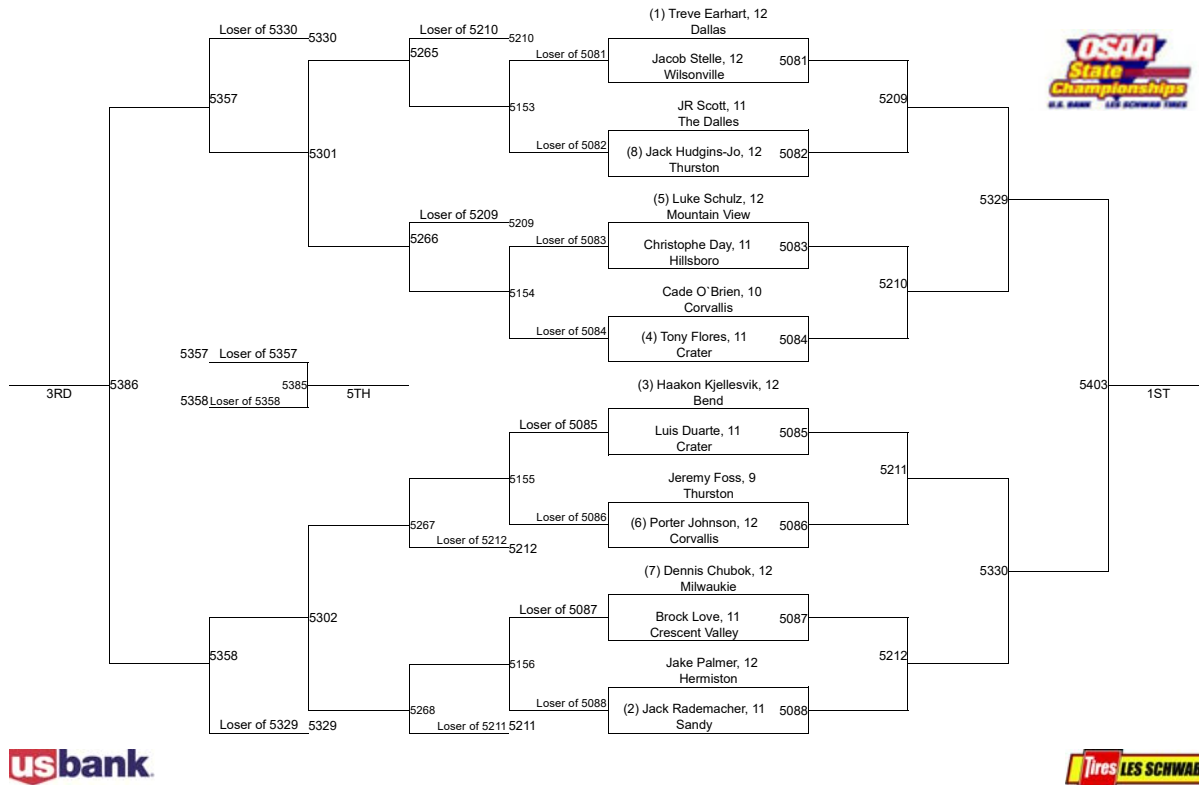 (1) Treve Earhart, 12
Dallas
Loser of 5330
5330
Loser of 5210
5210
5265
Loser of 5081
Jacob Stelle, 12
5081
Wilsonville
OSAA
State
Championships
U.S. BANK LES SCHWAB TIRES
5357
5153
JR Scott, 11
The Dalles
5209
5301
Loser of 5082
(8) Jack Hudgins-Jo, 12
5082
Thurston
(5) Luke Schulz, 12
Mountain View
5329
Loser of 5209
5209
5266
Loser of 5083
Christophe Day, 11
5083
Hillsboro
5154
Cade O`Brien, 10
Corvallis
5210
Loser of 5084
(4) Tony Flores, 11
5084
Crater
5357
Loser of 5357
5386
3RD
5385
5TH
(3) Haakon Kjellesvik, 12
Bend
5403
1ST
5358
Loser of 5358
Loser of 5085
Luis Duarte, 11
5085
Crater
5155
Jeremy Foss, 9
Thurston
5211
5267
Loser of 5086
(6) Porter Johnson, 12
5086
Corvallis
Loser of 5212
5212
(7) Dennis Chubok, 12
Milwaukie
5330
5302
Loser of 5087
Brock Love, 11
5087
Crescent Valley
5358
5156
Jake Palmer, 12
Hermiston
5212
5268
Loser of 5088
(2) Jack Rademacher, 11
5088
Sandy
Loser of 5329
5329
Loser of 5211
5211
usbank
Tires LES SCHWAB